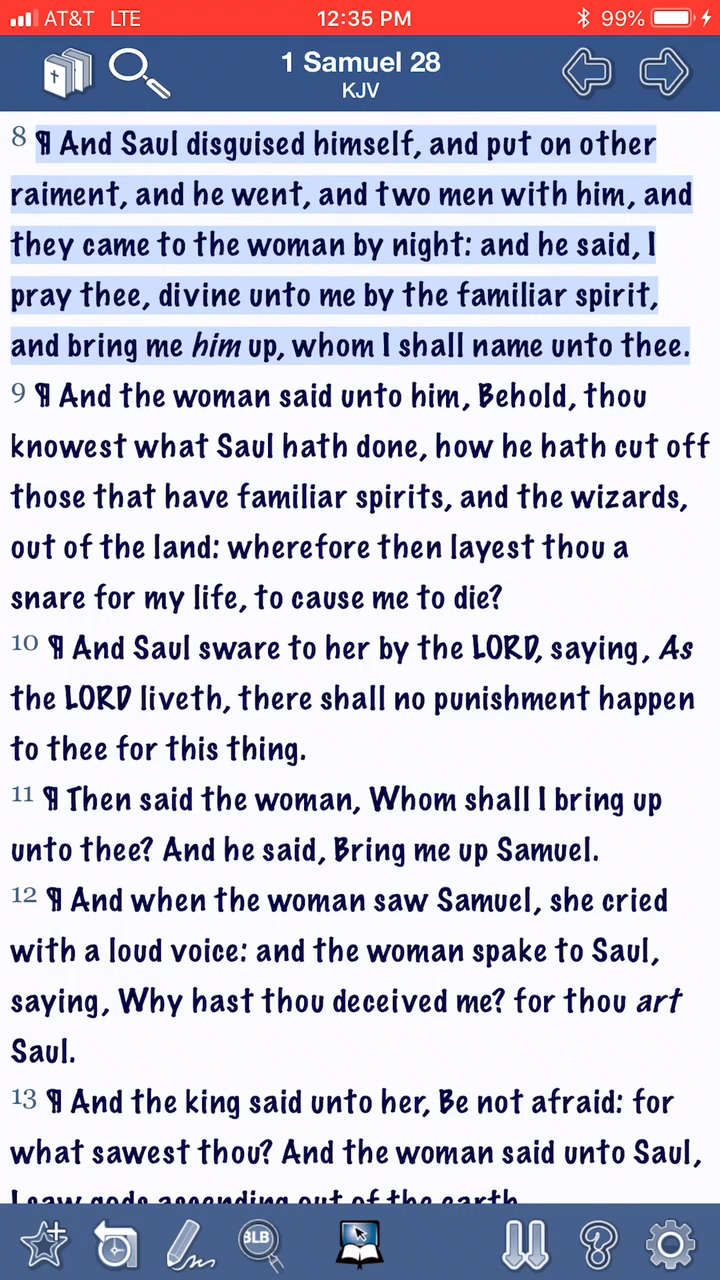 AT&T LTE 12:35 PM 99%
1 Samuel 28
KJV
8 ¶ And Saul disguised himself, and put on other
raiment, and he went, and two men with him, and
they came to the woman by night: and he said, I
pray thee, divine unto me by the familiar spirit,
and bring me him up, whom I shall name unto thee.
9 ¶ And the woman said unto him, Behold, thou
knowest what Saul hath done, how he hath cut off
those that have familiar spirits, and the wizards,
out of the land: wherefore then layest thou a
snare for my life, to cause me to die?
10 ¶ And Saul sware to her by the LORD, saying, As
the LORD liveth, there shall no punishment happen
to thee for this thing.
11 ¶ Then said the woman, Whom shall I bring up
unto thee? And he said, Bring me up Samuel.
12 ¶ And when the woman saw Samuel, she cried
with a loud voice: and the woman spake to Saul,
saying, Why hast thou deceived me? for thou art
Saul.
13 ¶ And the king said unto her, Be not afraid: for
what sawest thou? And the woman said unto Saul,
I saw gods ascending out of the earth
BLB